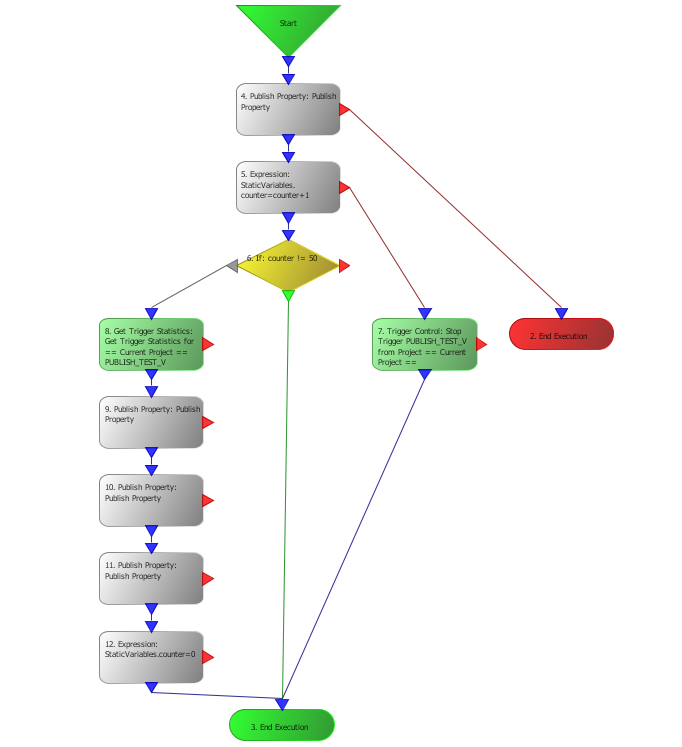 Start
4. Publish Property: Publish
Property
5. Expression:
StaticVariables.
counter=counter+1
6. If: counter != 50
8. Get Trigger Statistics:
Get Trigger Statistics for
== Current Project ==
PUBLISH_TEST_V
7. Trigger Control: Stop
Trigger PUBLISH_TEST_V
from Project == Current
Project ==
2. End Execution
9. Publish Property: Publish
Property
10. Publish Property:
Publish Property
11. Publish Property:
Publish Property
12. Expression:
StaticVariables.counter=0
3. End Execution